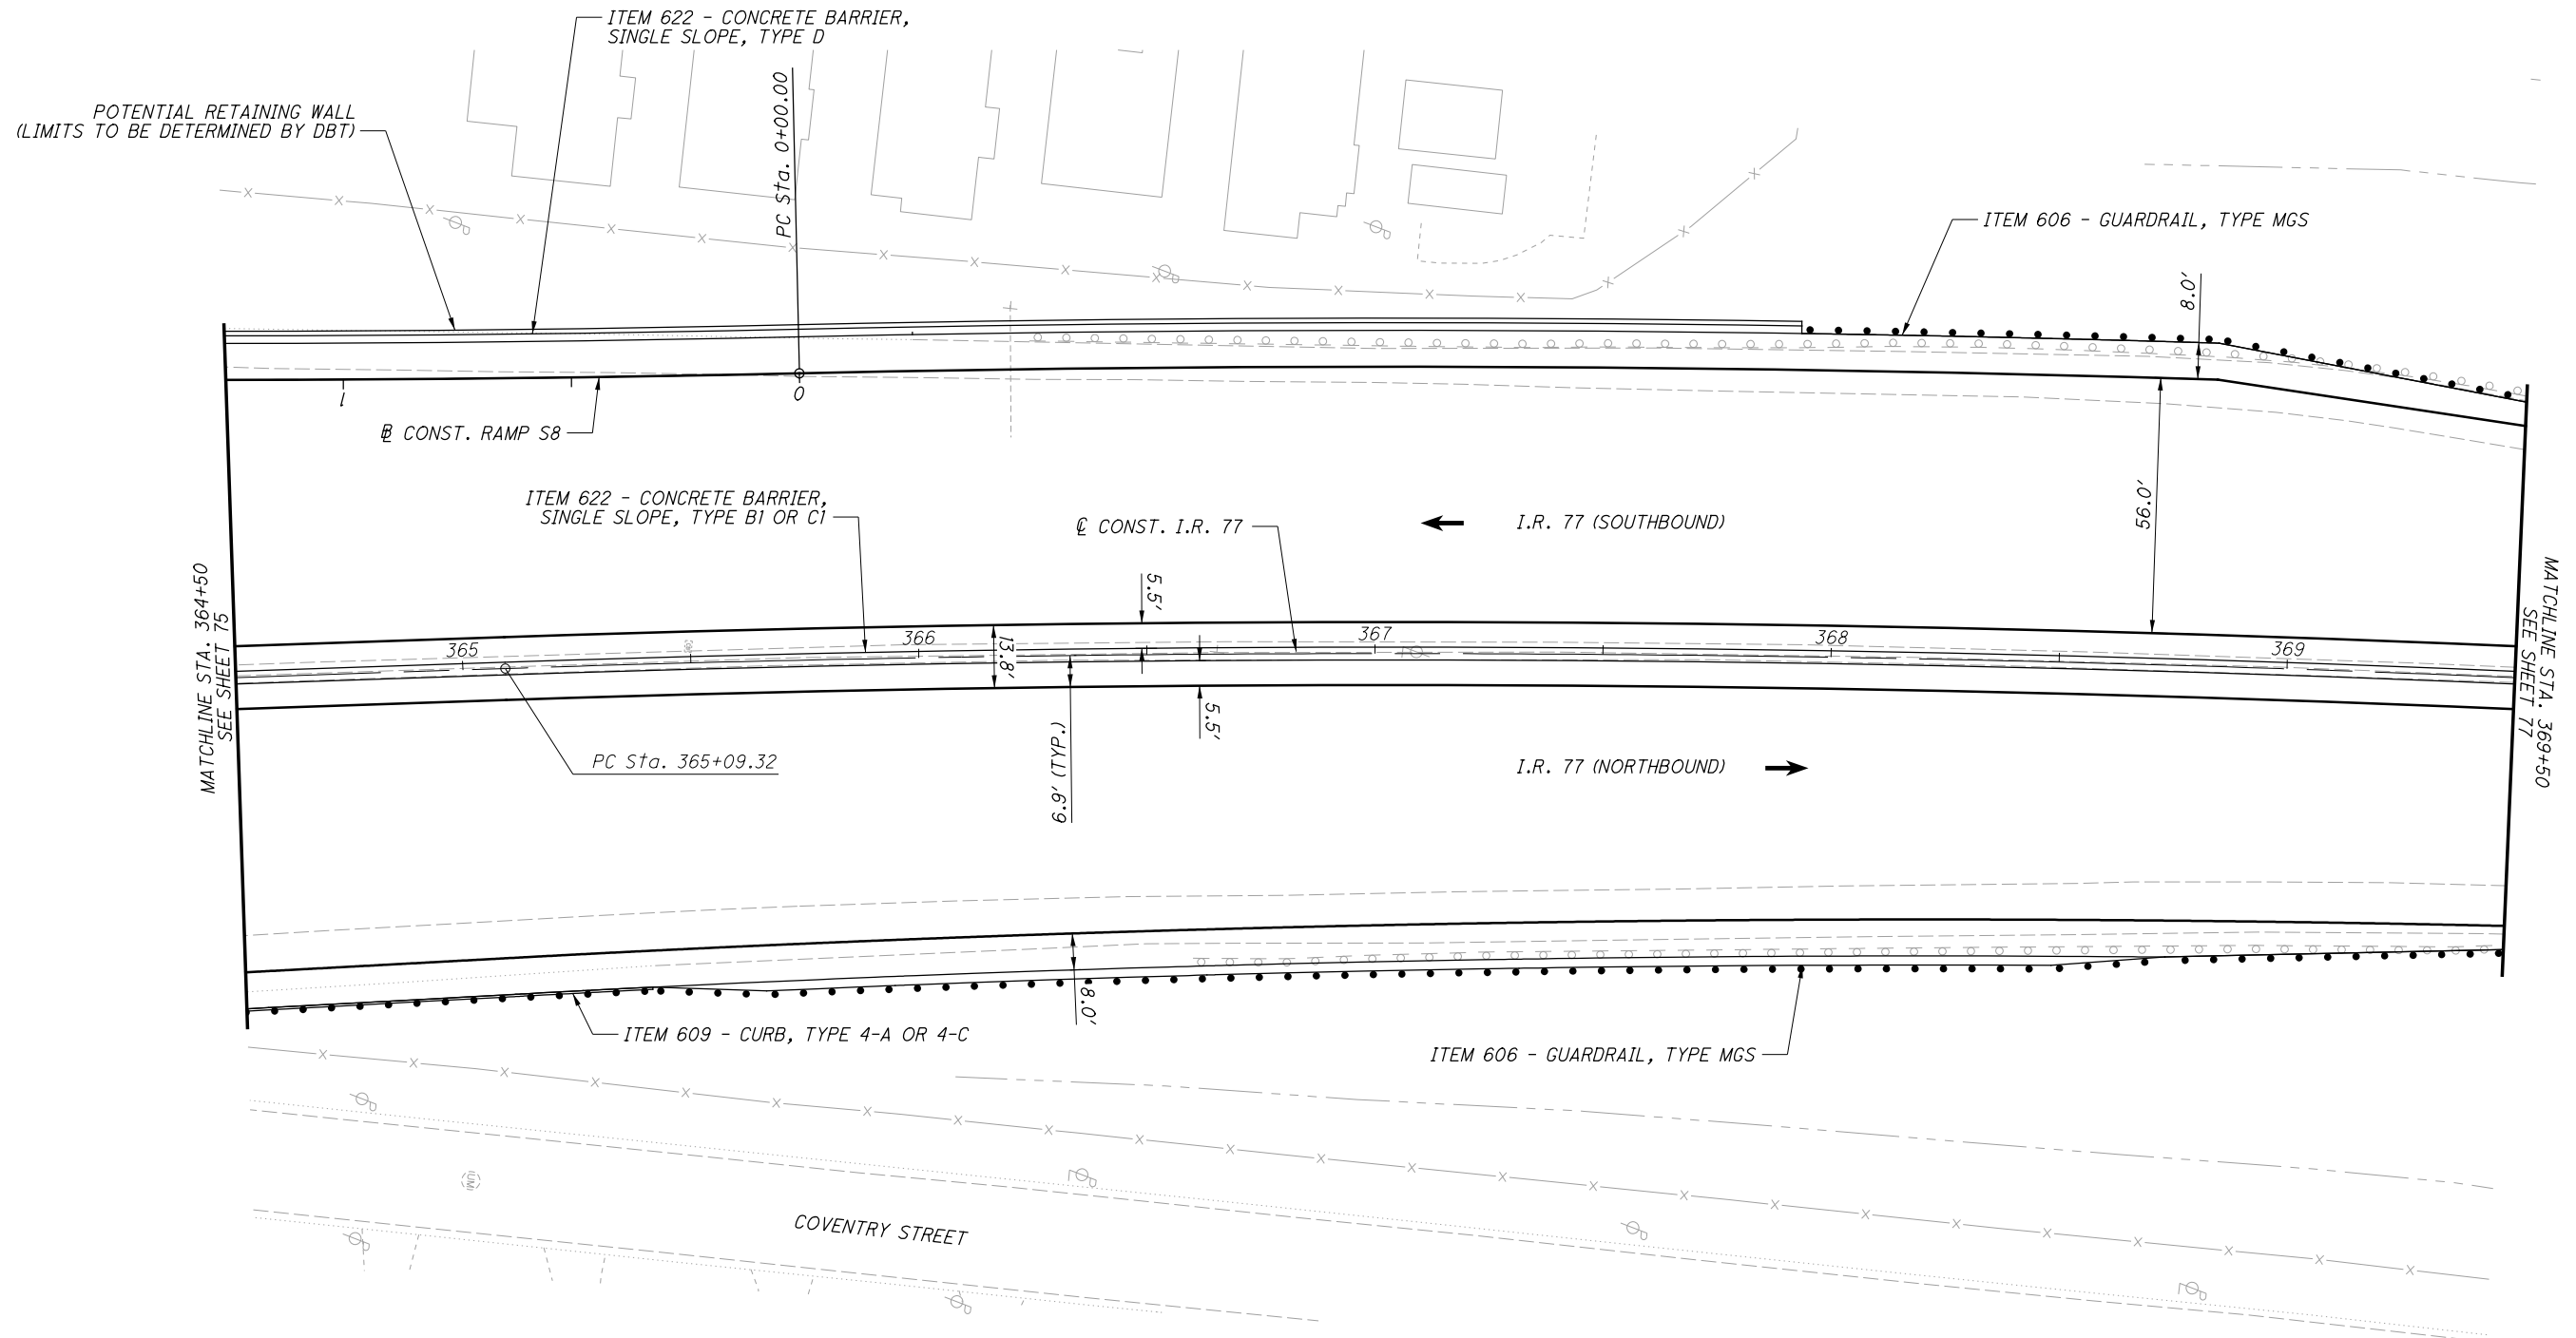 ITEM 622 - CONCRETE BARRIER,
SINGLE SLOPE, TYPE D
POTENTIAL RETAINING WALL
(LIMITS TO BE DETERMINED BY DBT)
PC Sta. 0+00.00
ITEM 606 - GUARDRAIL, TYPE MGS
8.0'
1
0
℄ CONST. RAMP S8
ITEM 622 - CONCRETE BARRIER,
SINGLE SLOPE, TYPE B1 OR C1
℄ CONST. I.R. 77
I.R. 77 (SOUTHBOUND)
56.0'
MATCHLINE STA. 364+50
SEE SHEET 75
5.5'
13.8'
365
366
367
368
369
MATCHLINE STA. 369+50
SEE SHEET 77
5.5'
6.9' (TYP.)
PC Sta. 365+09.32
I.R. 77 (NORTHBOUND)
8.0'
ITEM 609 - CURB, TYPE 4-A OR 4-C
ITEM 606 - GUARDRAIL, TYPE MGS
COVENTRY STREET